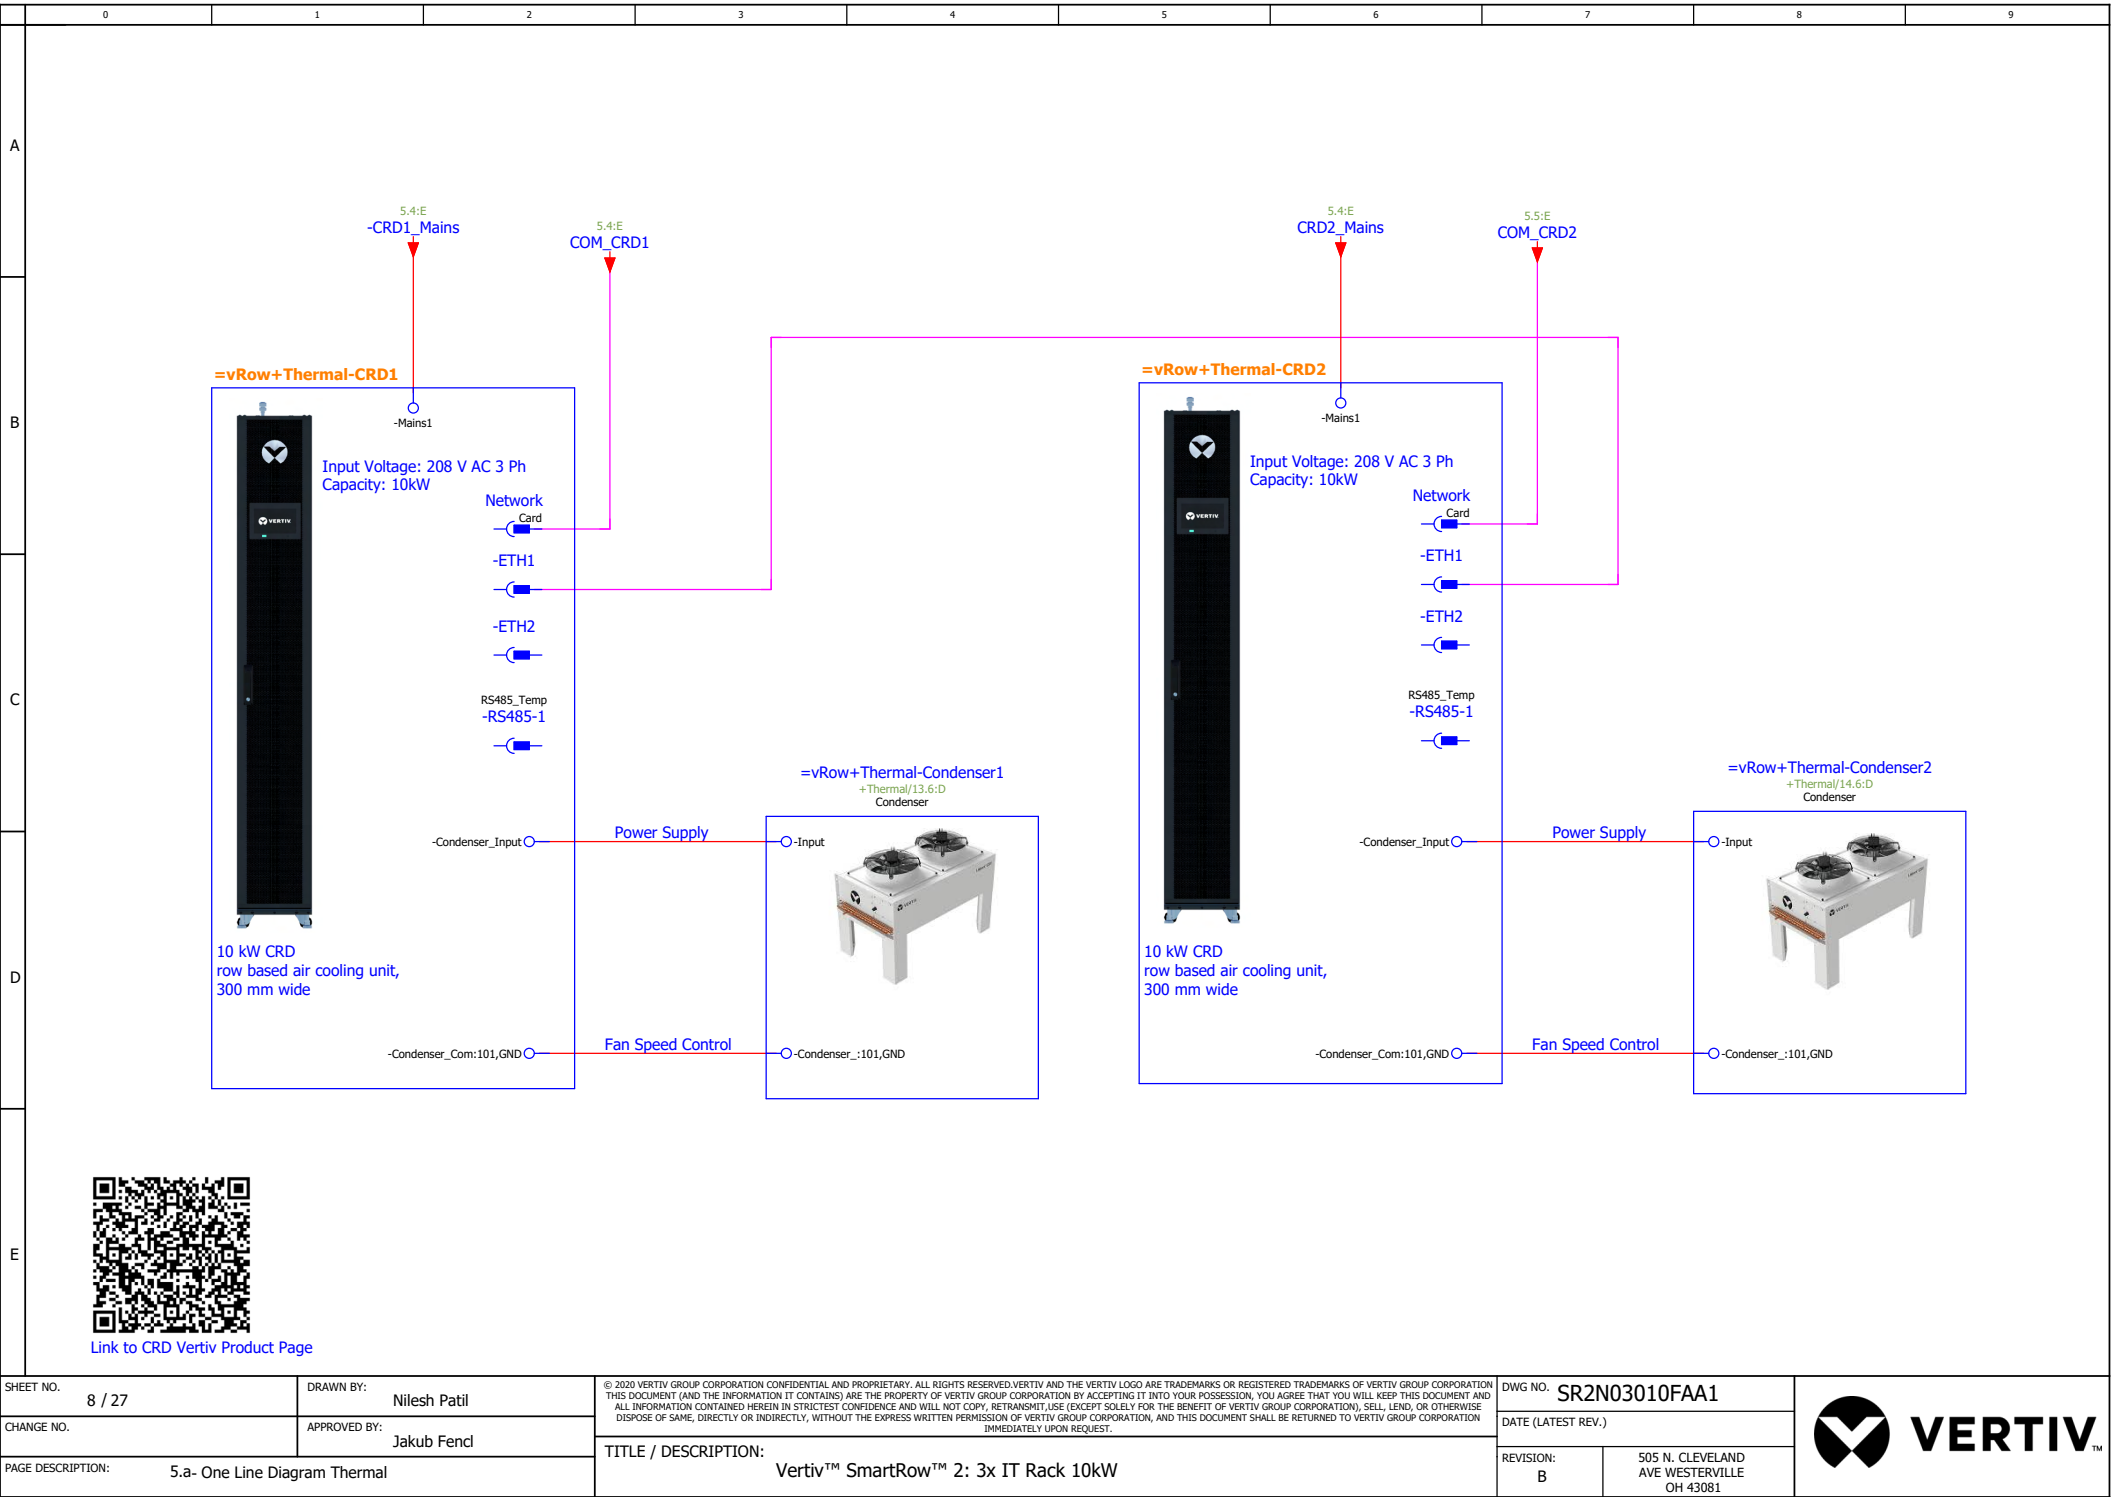 0 1 2 3 4 5 6 7 8 9
A
B
C
D
E
5.4:E
-CRD1_Mains
5.4:E
COM_CRD1
5.4:E
CRD2_Mains
5.5:E
COM_CRD2
=vRow+Thermal-CRD1
-Mains1
Input Voltage: 208 V AC 3 Ph
Capacity: 10kW
Network
Card
-ETH1
-ETH2
RS485_Temp
-RS485-1
VERTIV
-Condenser_Input
Power Supply
10 kW CRD
row based air cooling unit,
300 mm wide
-Condenser_Com:101,GND
Fan Speed Control
=vRow+Thermal-Condenser1
+Thermal/13.6:D
Condenser
-Input
VERTIV
-Condenser_:101,GND
=vRow+Thermal-CRD2
-Mains1
Input Voltage: 208 V AC 3 Ph
Capacity: 10kW
Network
Card
-ETH1
-ETH2
RS485_Temp
-RS485-1
VERTIV
-Condenser_Input
Power Supply
10 kW CRD
row based air cooling unit,
300 mm wide
-Condenser_Com:101,GND
Fan Speed Control
=vRow+Thermal-Condenser2
+Thermal/14.6:D
Condenser
-Input
VERTIV
-Condenser_:101,GND
Link to CRD Vertiv Product Page
SHEET NO.
8 / 27
DRAWN BY:
Nilesh Patil
CHANGE NO.
APPROVED BY:
Jakub Fencl
PAGE DESCRIPTION:
5.a- One Line Diagram Thermal
© 2020 VERTIV GROUP CORPORATION CONFIDENTIAL AND PROPRIETARY. ALL RIGHTS RESERVED.VERTIV AND THE VERTIV LOGO ARE TRADEMARKS OR REGISTERED TRADEMARKS OF VERTIV GROUP CORPORATION
THIS DOCUMENT (AND THE INFORMATION IT CONTAINS) ARE THE PROPERTY OF VERTIV GROUP CORPORATION BY ACCEPTING IT INTO YOUR POSSESSION, YOU AGREE THAT YOU WILL KEEP THIS DOCUMENT AND
ALL INFORMATION CONTAINED HEREIN IN STRICTEST CONFIDENCE AND WILL NOT COPY, RETRANSMIT,USE (EXCEPT SOLELY FOR THE BENEFIT OF VERTIV GROUP CORPORATION), SELL, LEND, OR OTHERWISE
DISPOSE OF SAME, DIRECTLY OR INDIRECTLY, WITHOUT THE EXPRESS WRITTEN PERMISSION OF VERTIV GROUP CORPORATION, AND THIS DOCUMENT SHALL BE RETURNED TO VERTIV GROUP CORPORATION
IMMEDIATELY UPON REQUEST.
TITLE / DESCRIPTION:
Vertiv™ SmartRow™ 2: 3x IT Rack 10kW
DWG NO. SR2N03010FAA1
DATE (LATEST REV.)
REVISION:
B
505 N. CLEVELAND
AVE WESTERVILLE
OH 43081
VERTIV™